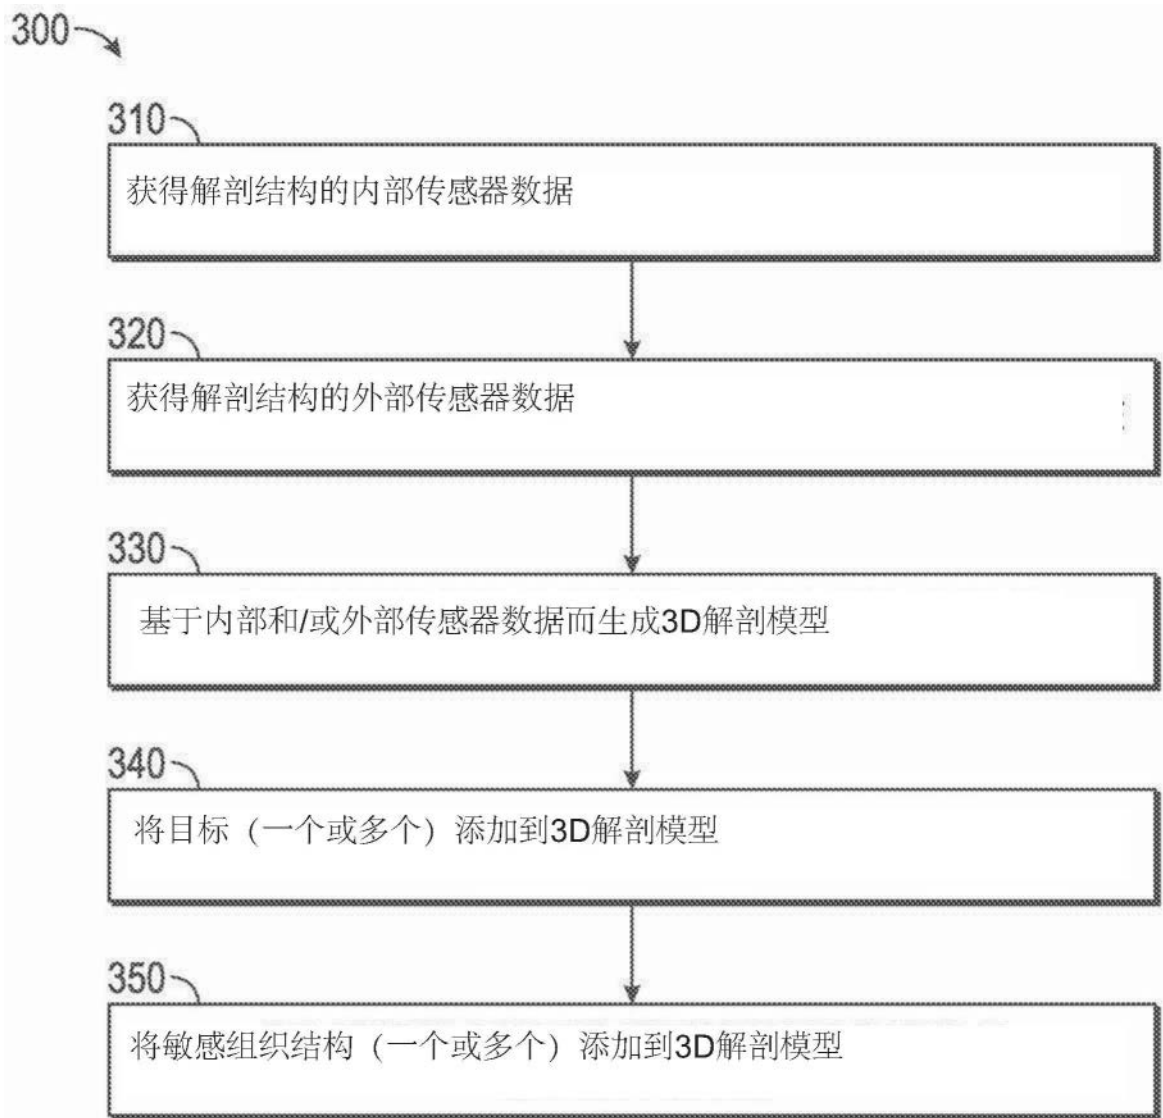 300
310
获得解剖结构的内部传感器数据
320
获得解剖结构的外部传感器数据
330
基于内部和/或外部传感器数据而生成3D解剖模型
340
将目标（一个或多个）添加到3D解剖模型
350
将敏感组织结构（一个或多个）添加到3D解剖模型